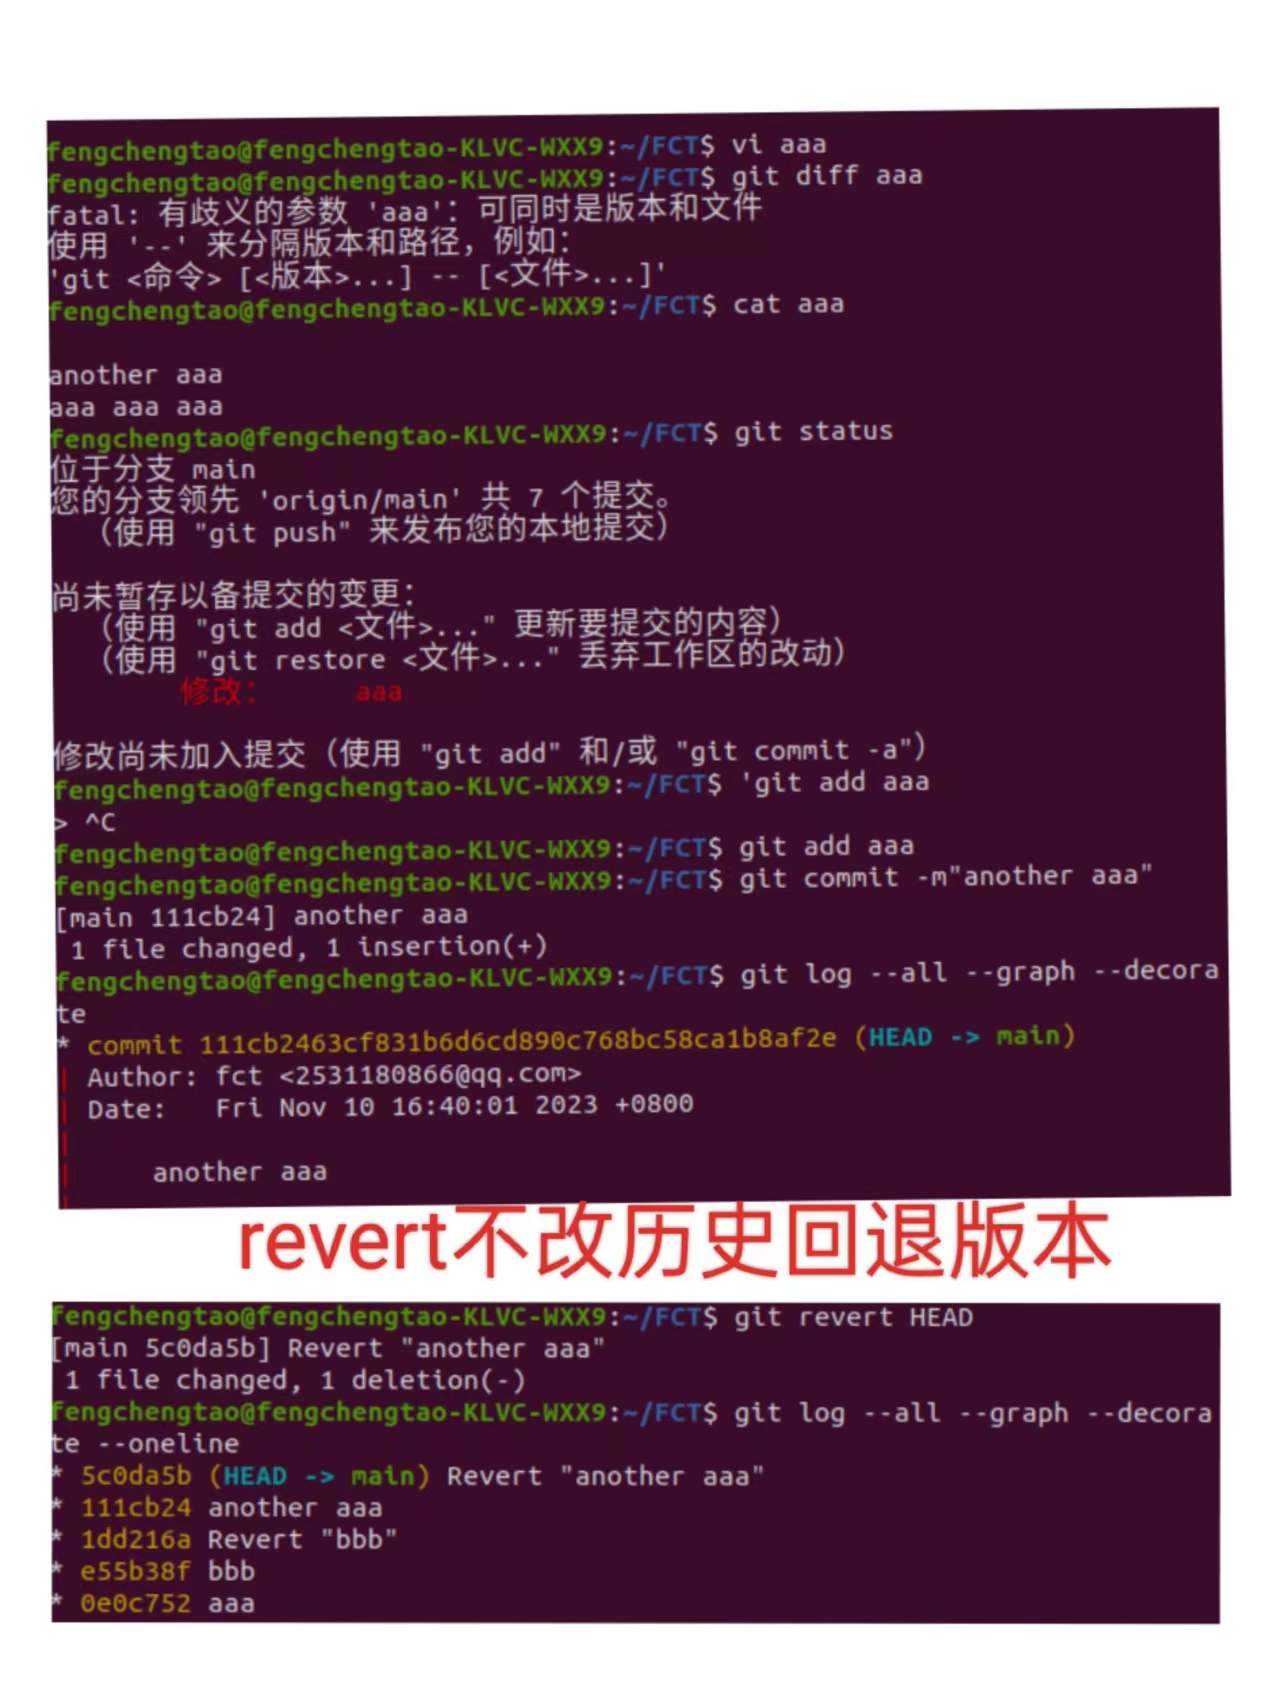 fengchengtao@fengchengtao-KLVC-WXX9:~/FCT$ vi aaa
fengchengtao@fengchengtao-KLVC-WXX9:~/FCT$ git diff aaa
fatal: 有歧义的参数 'aaa'：可同时是版本和文件
使用 '--' 来分隔版本和路径，例如：
'git <命令> [<版本>...] -- [<文件>...]'
fengchengtao@fengchengtao-KLVC-WXX9:~/FCT$ cat aaa
another aaa
aaa aaa aaa
fengchengtao@fengchengtao-KLVC-WXX9:~/FCT$ git status
位于分支 main
您的分支领先 'origin/main' 共 7 个提交。
（使用 "git push" 来发布您的本地提交）
尚未暂存以备提交的变更：
（使用 "git add <文件>..." 更新要提交的内容）
（使用 "git restore <文件>..." 丢弃工作区的改动）
修改： aaa
修改尚未加入提交（使用 "git add" 和/或 "git commit -a"）
fengchengtao@fengchengtao-KLVC-WXX9:~/FCT$ 'git add aaa
> ^C
fengchengtao@fengchengtao-KLVC-WXX9:~/FCT$ git add aaa
fengchengtao@fengchengtao-KLVC-WXX9:~/FCT$ git commit -m"another aaa"
[main 111cb24] another aaa
1 file changed, 1 insertion(+)
fengchengtao@fengchengtao-KLVC-WXX9:~/FCT$ git log --all --graph --decora
te
* commit 111cb2463cf831b6d6cd890c768bc58ca1b8af2e (HEAD -> main)
| Author: fct <2531180866@qq.com>
| Date: Fri Nov 10 16:40:01 2023 +0800
|
| another aaa
|
revert不改历史回退版本
fengchengtao@fengchengtao-KLVC-WXX9:~/FCT$ git revert HEAD
[main 5c0da5b] Revert "another aaa"
1 file changed, 1 deletion(-)
fengchengtao@fengchengtao-KLVC-WXX9:~/FCT$ git log --all --graph --decora
te --oneline
* 5c0da5b (HEAD -> main) Revert "another aaa"
* 111cb24 another aaa
* 1dd216a Revert "bbb"
* e55b38f bbb
* 0e0c752 aaa